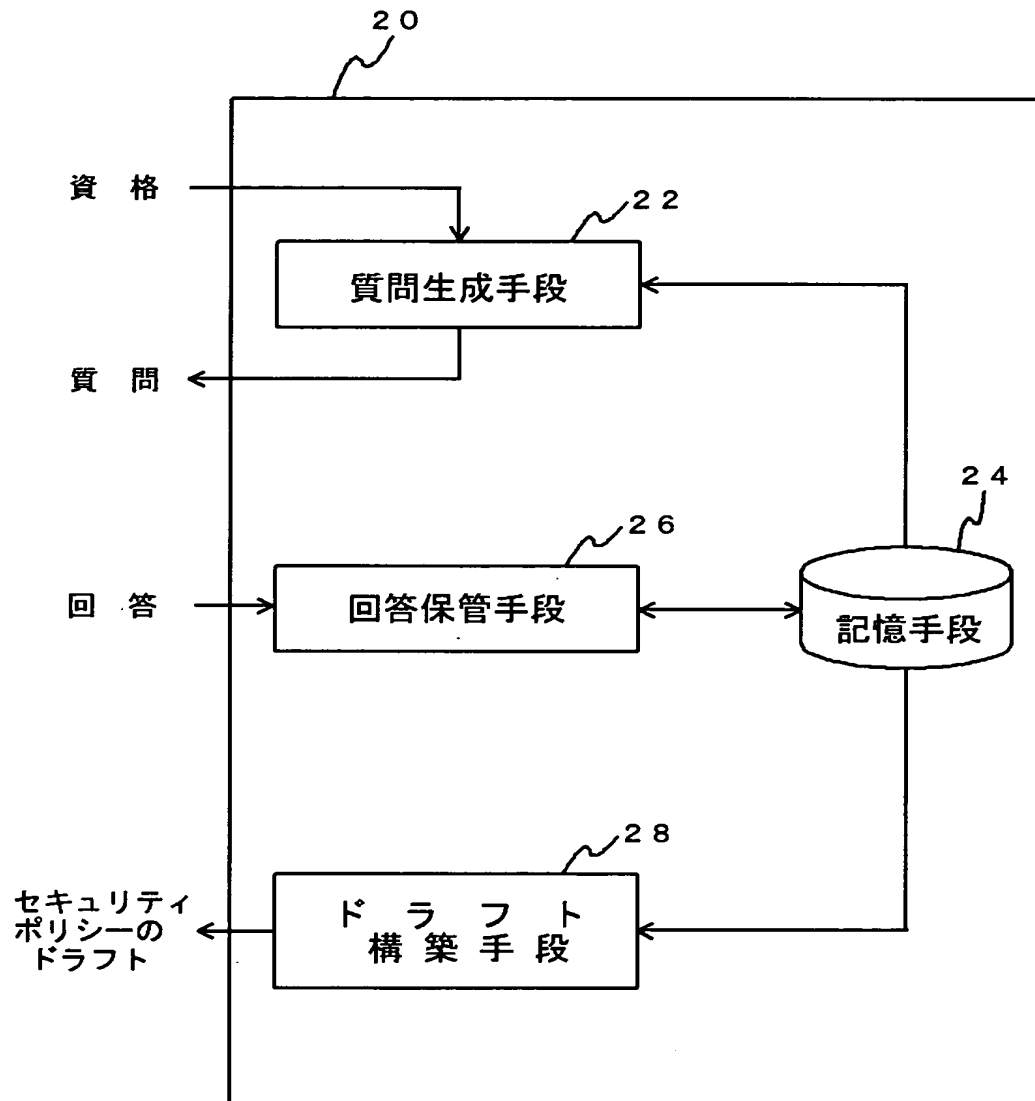 ２０
資 格
２２
質問生成手段
質 問
２４
２６
回 答
回答保管手段
記憶手段
２８
セキュリティ
ポリシーの
ドラフト
ド ラ フ ト
構 築 手 段